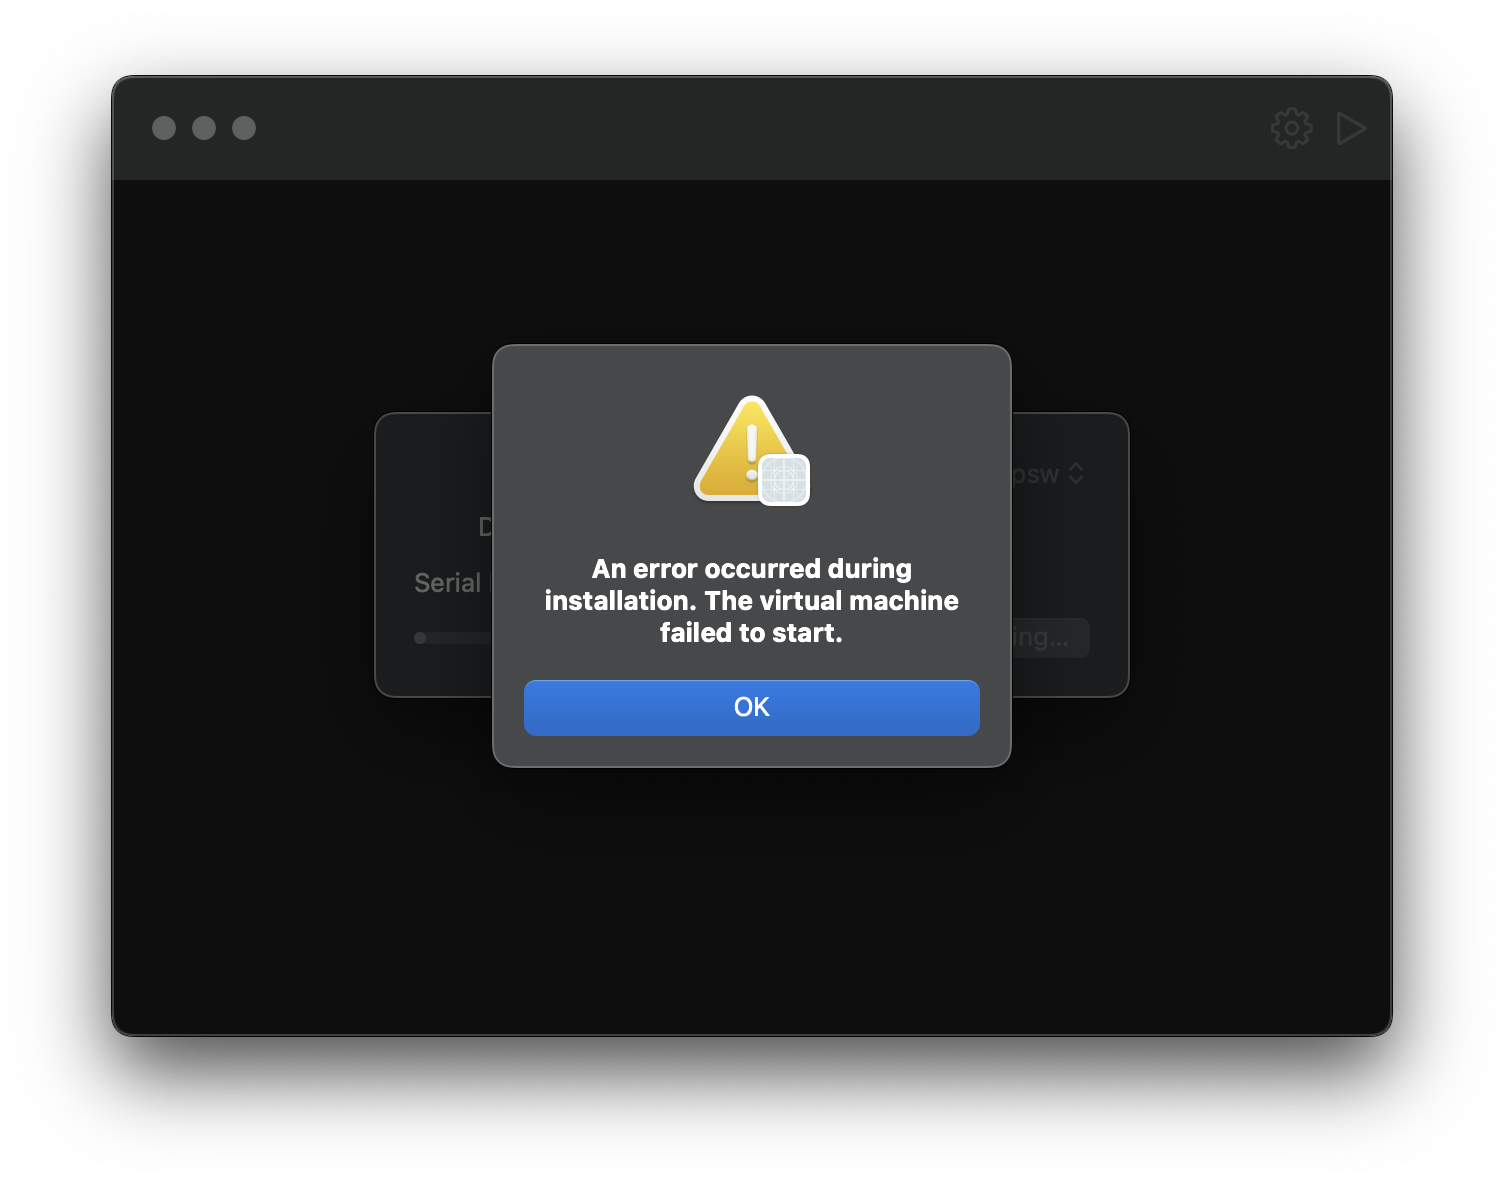 psw
D
Serial
An error occurred during
installation. The virtual machine
failed to start.
ing...
OK